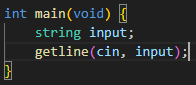 int main(void) {
    string input;
    getline(cin, input);
}